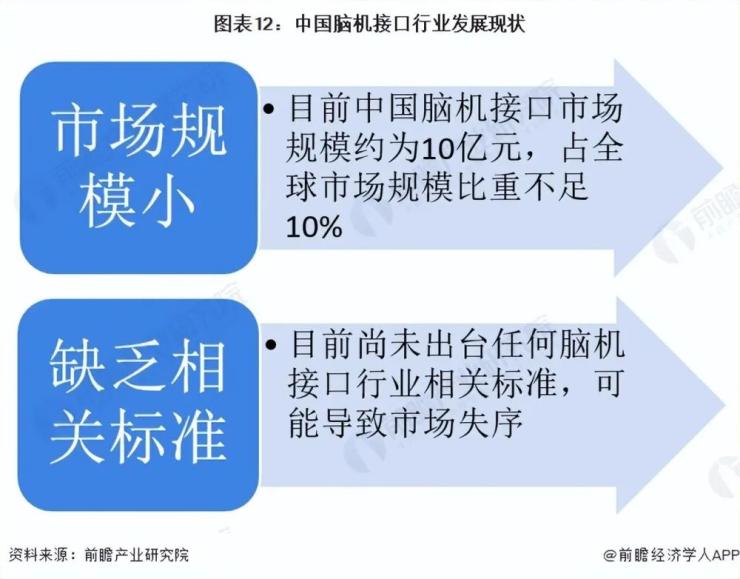 图表12：中国脑机接口行业发展现状
市场规
模小
•目前中国脑机接口市场
规模约为10亿元，占全
球市场规模比重不足
10%
缺乏相
关标准
•目前尚未出台任何脑机
接口行业相关标准，可
能导致市场失序
资料来源：前瞻产业研究院
@前瞻经济学人APP